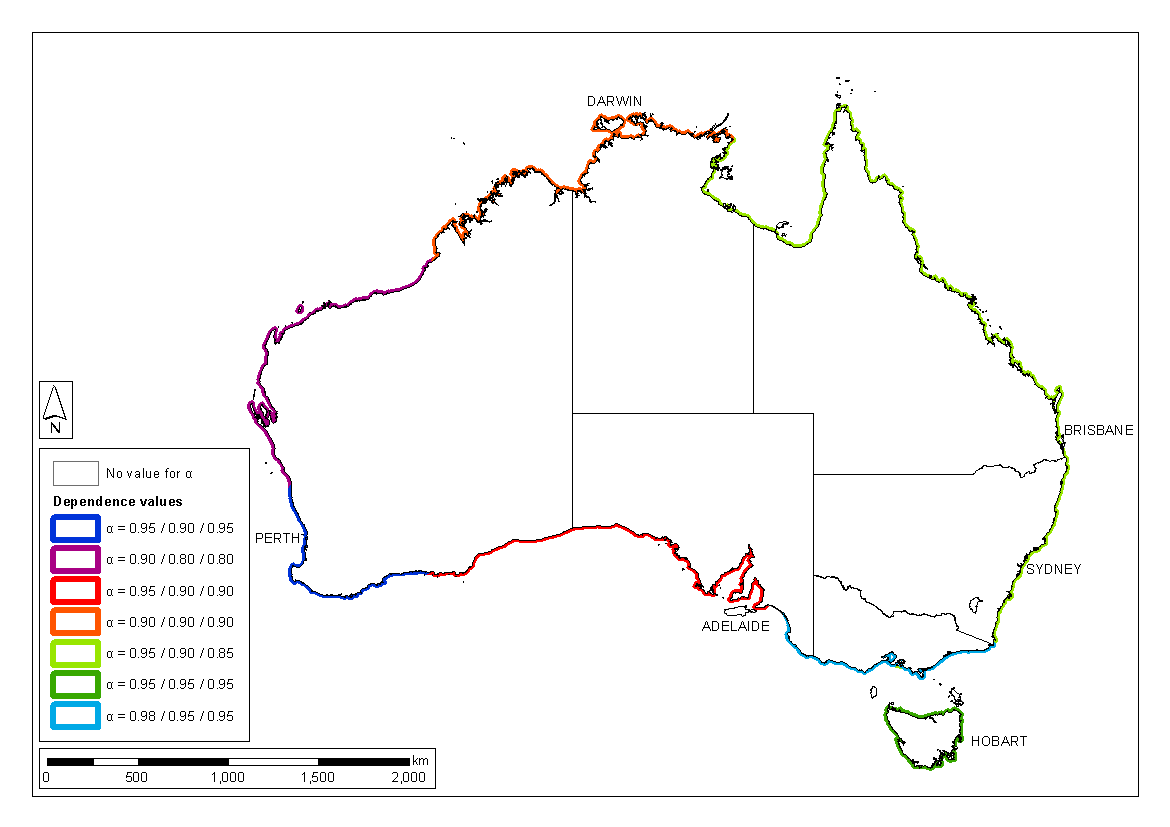 DARWIN
BRISBANE
N
No value for α
Dependence values
α = 0.95 / 0.90 / 0.95
PERTH
α = 0.90 / 0.80 / 0.80
SYDNEY
α = 0.95 / 0.90 / 0.90
α = 0.90 / 0.90 / 0.90
ADELAIDE
α = 0.95 / 0.90 / 0.85
α = 0.95 / 0.95 / 0.95
α = 0.98 / 0.95 / 0.95
HOBART
km
0 500 1,000 1,500 2,000